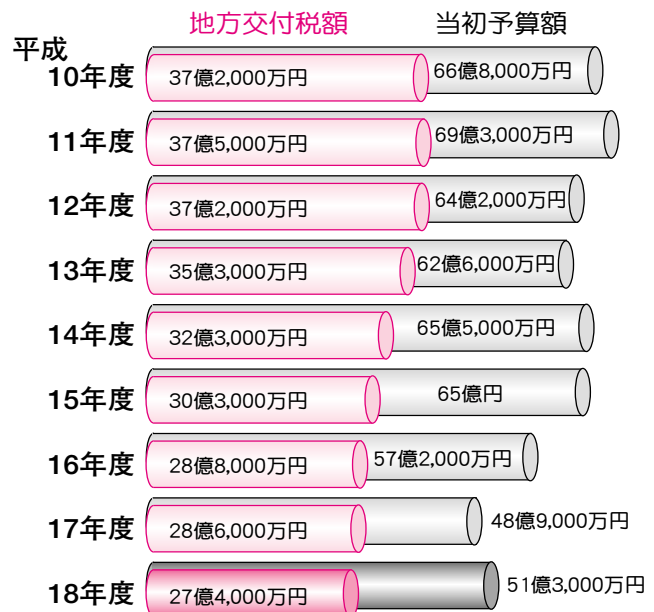 地方交付税額 当初予算額
平成
10年度 37億2,000万円 66億8,000万円
11年度 37億5,000万円 69億3,000万円
12年度 37億2,000万円 64億2,000万円
13年度 35億3,000万円 62億6,000万円
14年度 32億3,000万円 65億5,000万円
15年度 30億3,000万円 65億円
16年度 28億8,000万円 57億2,000万円
17年度 28億6,000万円 48億9,000万円
18年度 27億4,000万円 51億3,000万円